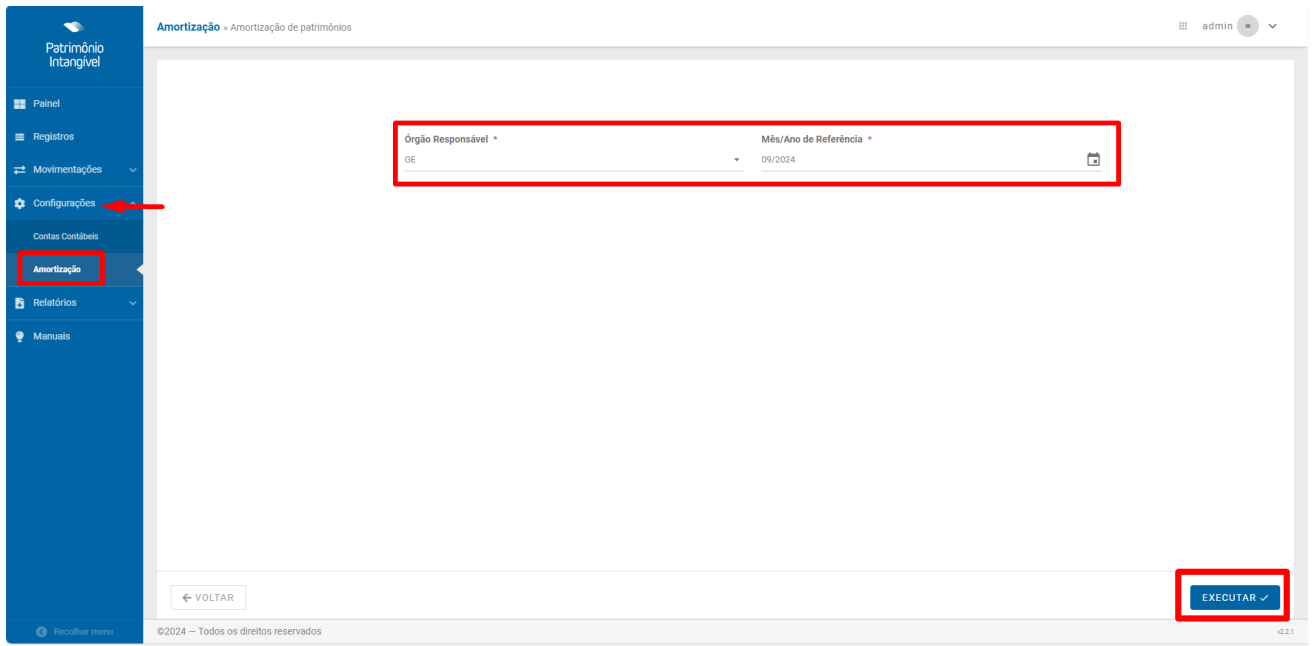 Patrimônio
Intangível
Painel
Registros
Movimentações
Configurações
Contas Contábeis
Amortização
Relatórios
Manuais
Recolher menu
Amortização » Amortização de patrimônios
admin
Órgão Responsável *
GE
Mês/Ano de Referência *
09/2024
VOLTAR
EXECUTAR
©2024 — Todos os direitos reservados
v2.2.1